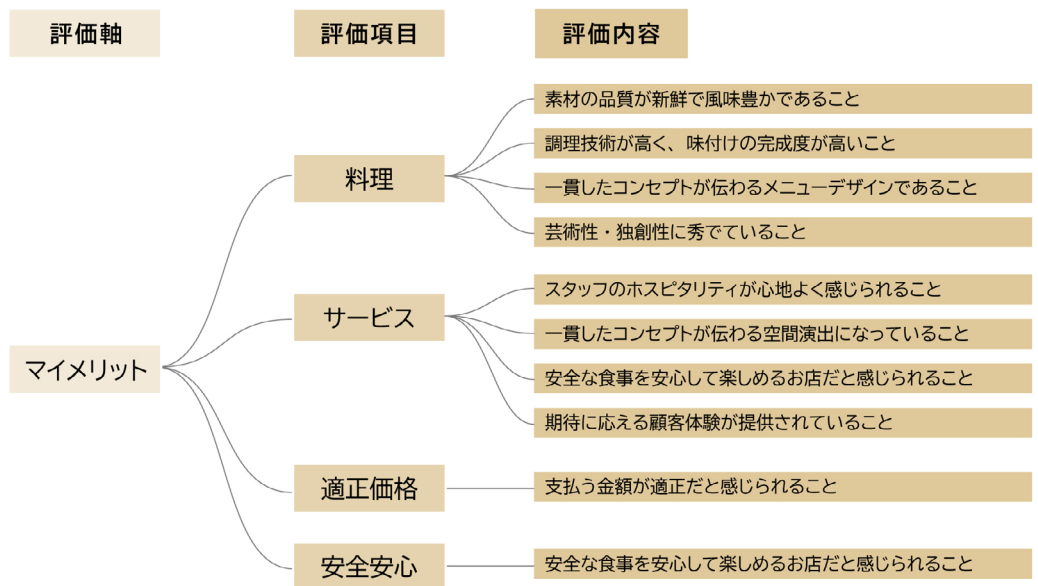 評価軸
評価項目
評価内容
マイメリット
料理
素材の品質が新鮮で風味豊かであること
調理技術が高く、味付けの完成度が高いこと
一貫したコンセプトが伝わるメニューデザインであること
芸術性・独創性に秀でていること
サービス
スタッフのホスピタリティが心地よく感じられること
一貫したコンセプトが伝わる空間演出になっていること
安全な食事を安心して楽しめるお店だと感じられること
期待に応える顧客体験が提供されていること
適正価格
支払う金額が適正だと感じられること
安全安心
安全な食事を安心して楽しめるお店だと感じられること